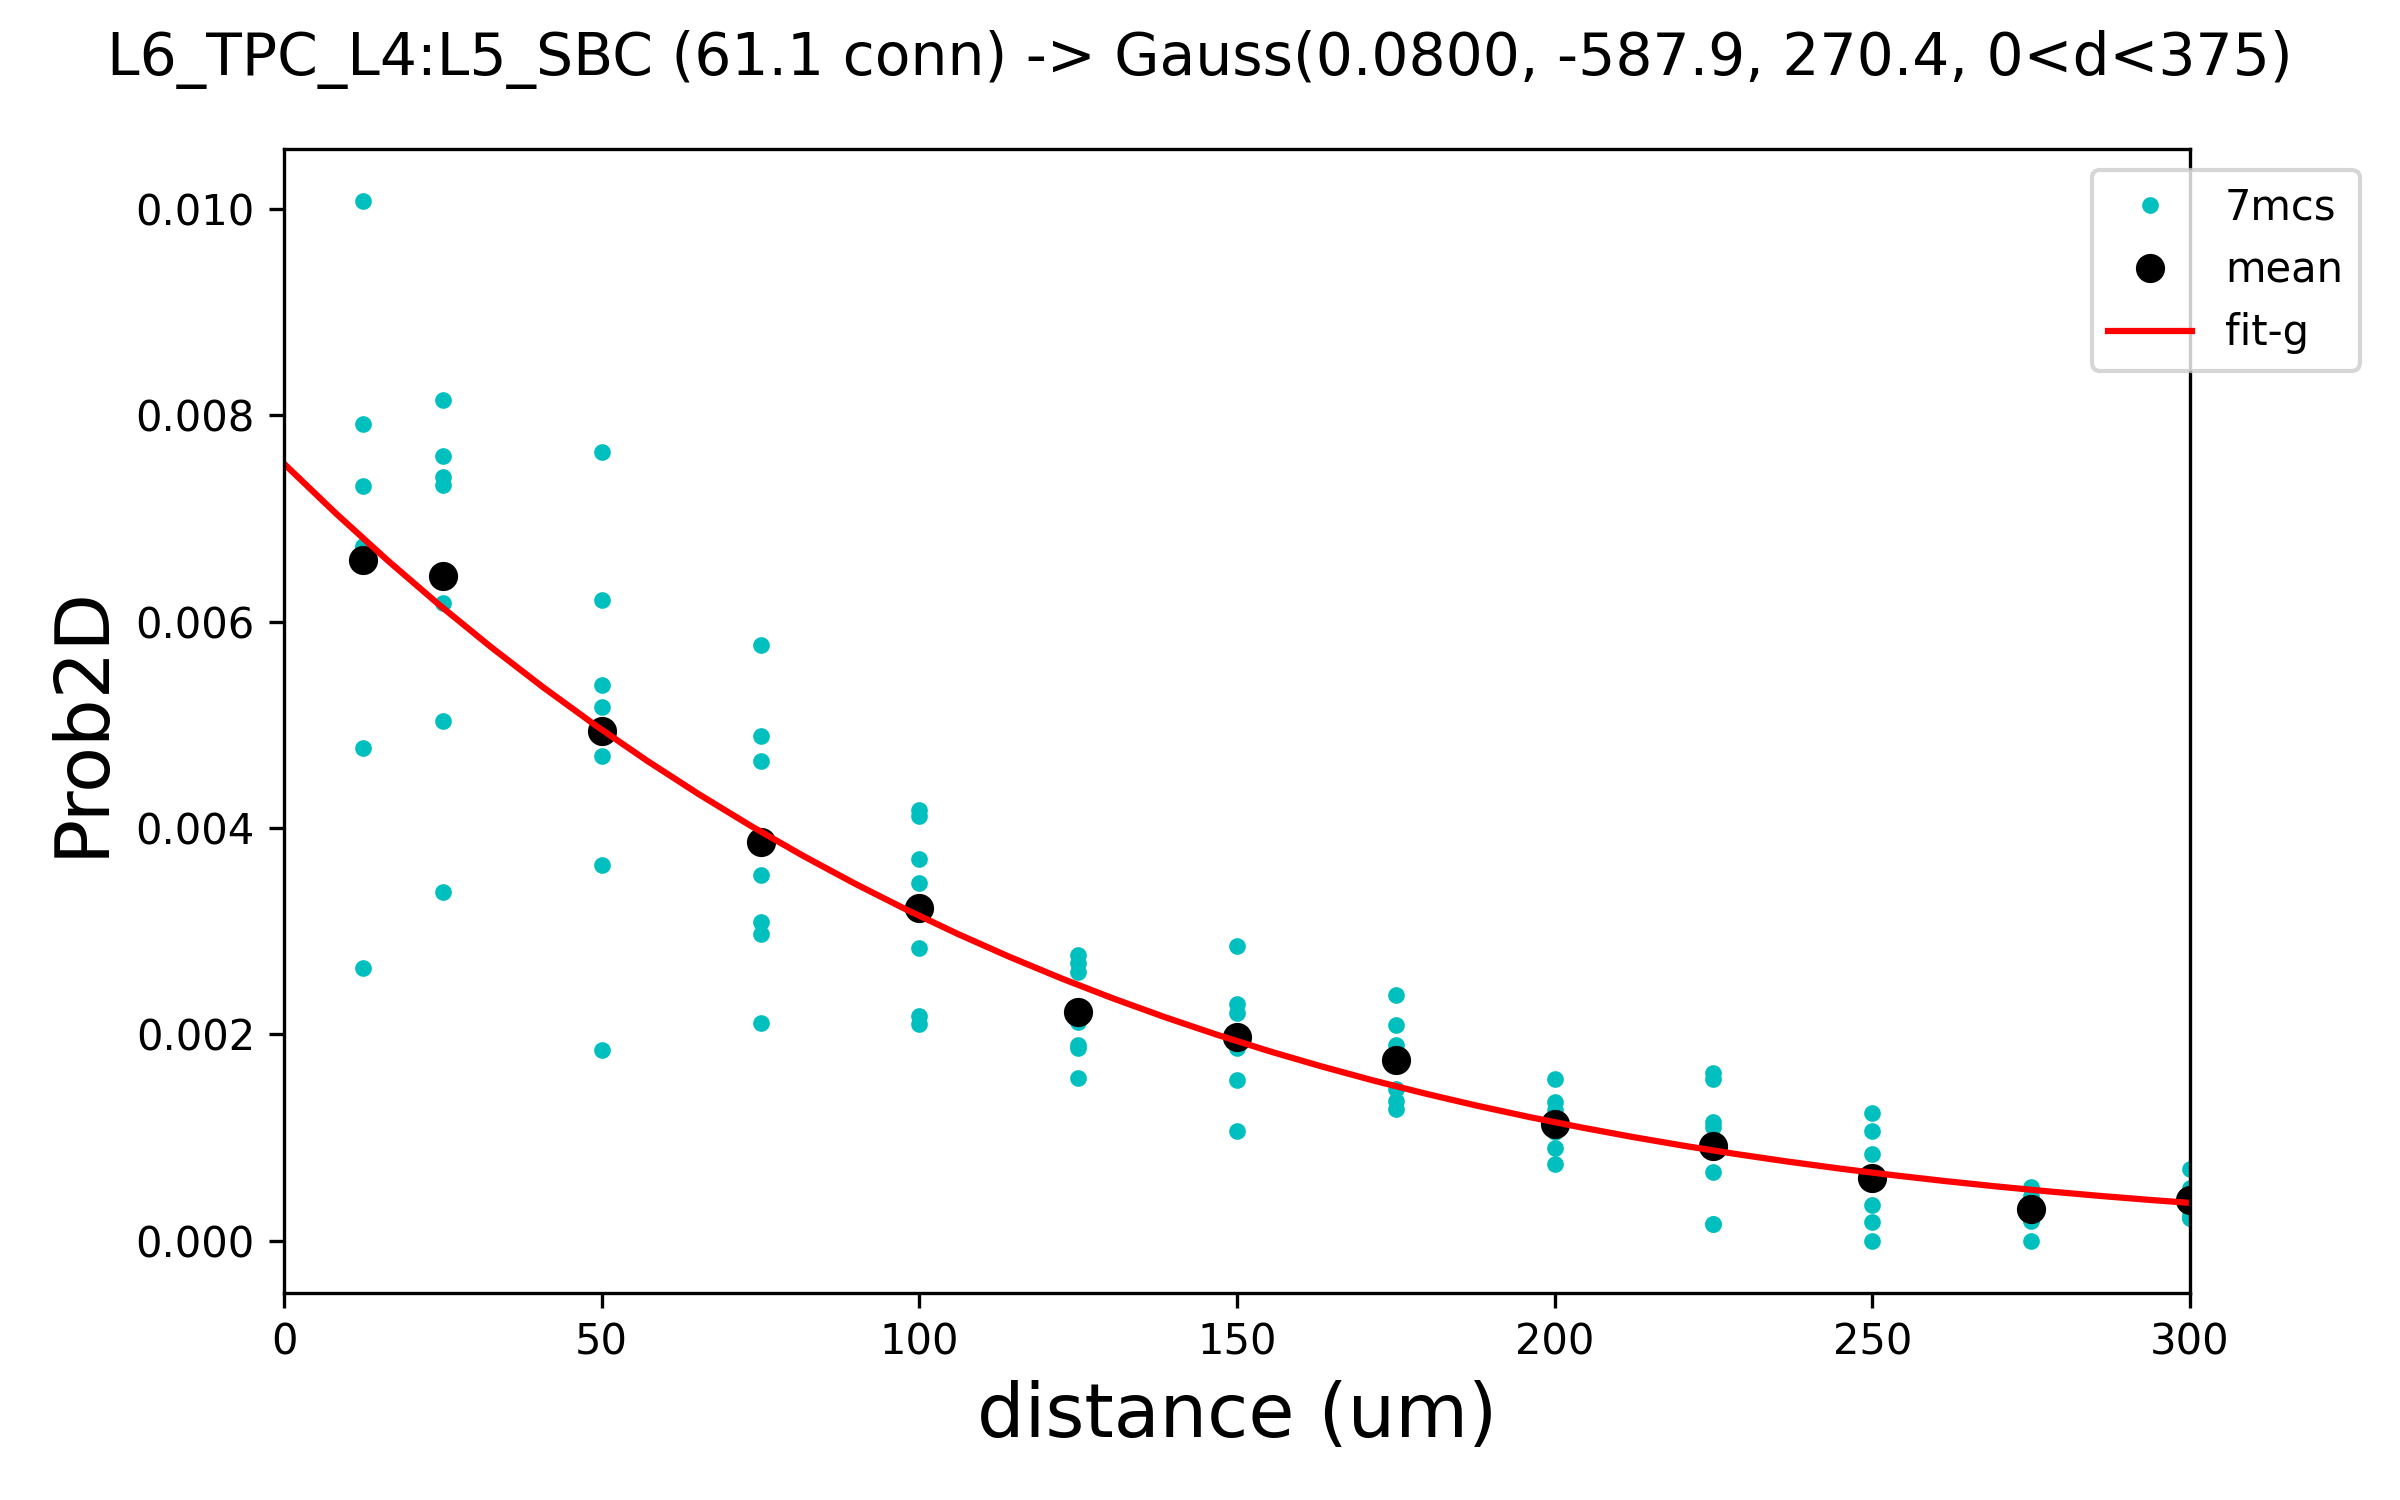 L6_TPC_L4:L5_SBC (61.1 conn) -> Gauss(0.0800, -587.9, 270.4, 0<d<375)
7mcs
mean
fit-g
Prob2D
0.010
0.008
0.006
0.004
0.002
0.000
0 50 100 150 200 250 300
distance (um)